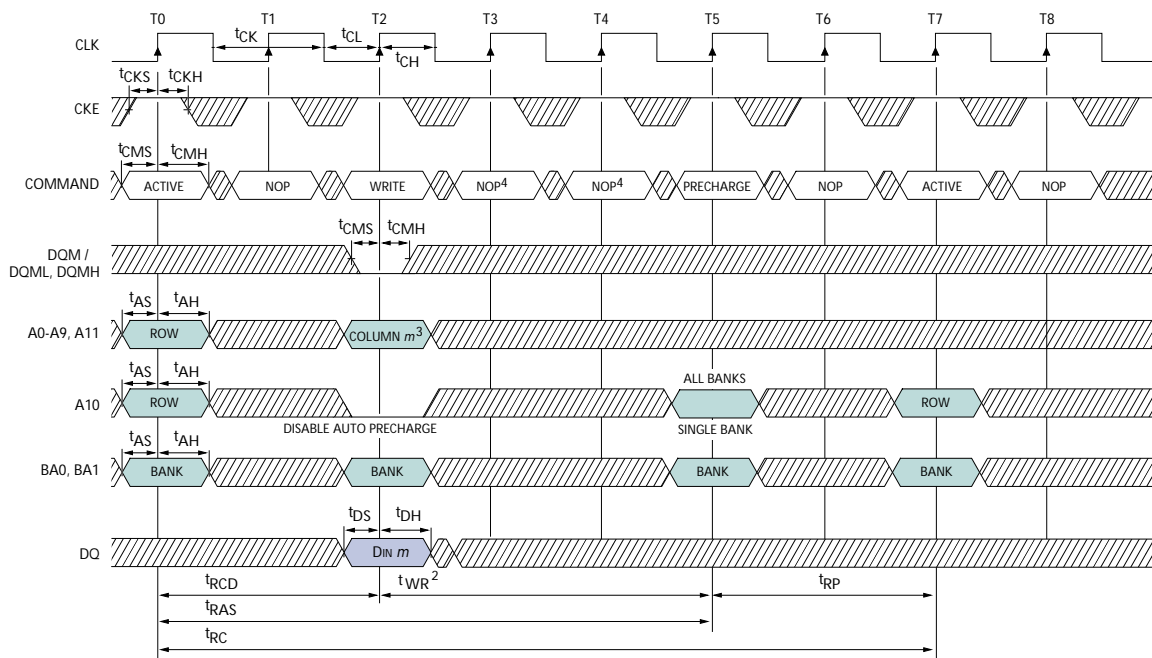 T0 T1 T2 T3 T4 T5 T6 T7 T8
CLK
tCK tCL
tCH
tCKS tCKH
CKE
tCMS tCMH
COMMAND ACTIVE NOP WRITE NOP4 NOP4 PRECHARGE NOP ACTIVE NOP
tCMS tCMH
DQM /
DQML, DQMH
tAS tAH
A0-A9, A11 ROW COLUMN m3
tAS tAH
ALL BANKS
A10 ROW ROW
DISABLE AUTO PRECHARGE SINGLE BANK
tAS tAH
BA0, BA1 BANK BANK BANK BANK
tDS tDH
DQ DIN m
tRCD tWR2 tRP
tRAS
tRC